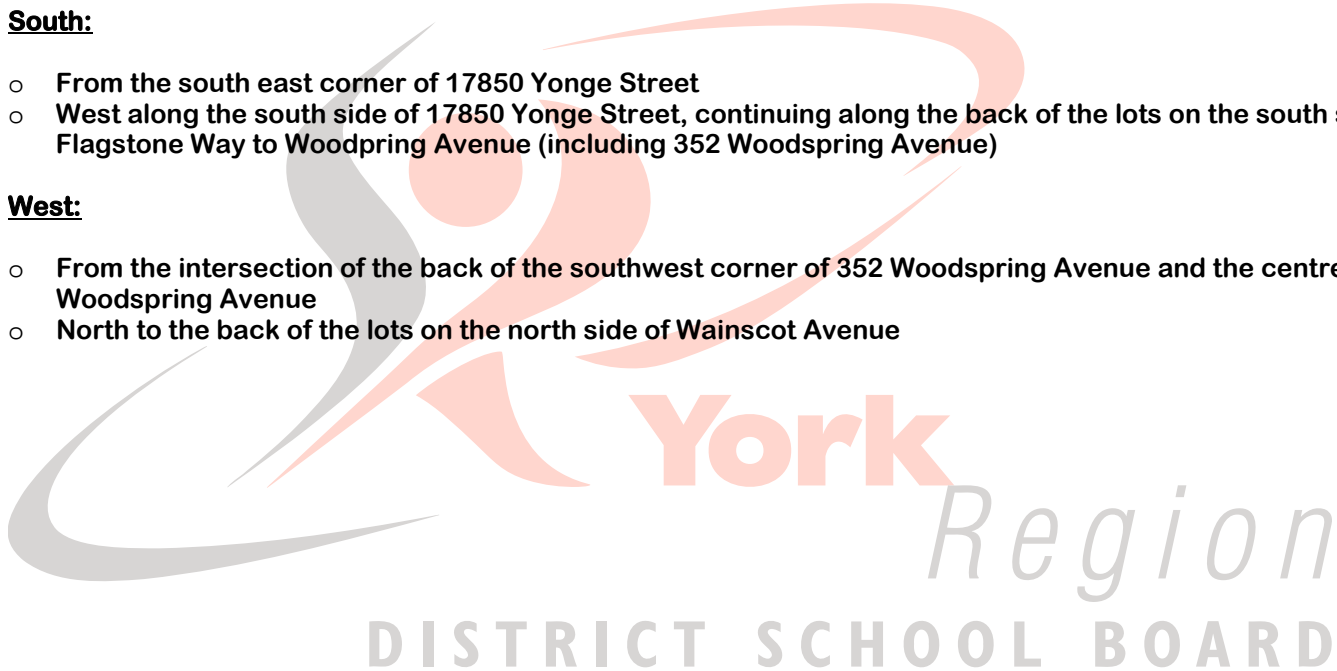 South:
o From the south east corner of 17850 Yonge Street
o West along the south side of 17850 Yonge Street, continuing along the back of the lots on the south
Flagstone Way to Woodpring Avenue (including 352 Woodspring Avenue)
West:
o From the intersection of the back of the southwest corner of 352 Woodspring Avenue and the centre
Woodspring Avenue
o North to the back of the lots on the north side of Wainscot Avenue
York
Region
DISTRICT SCHOOL BOARD